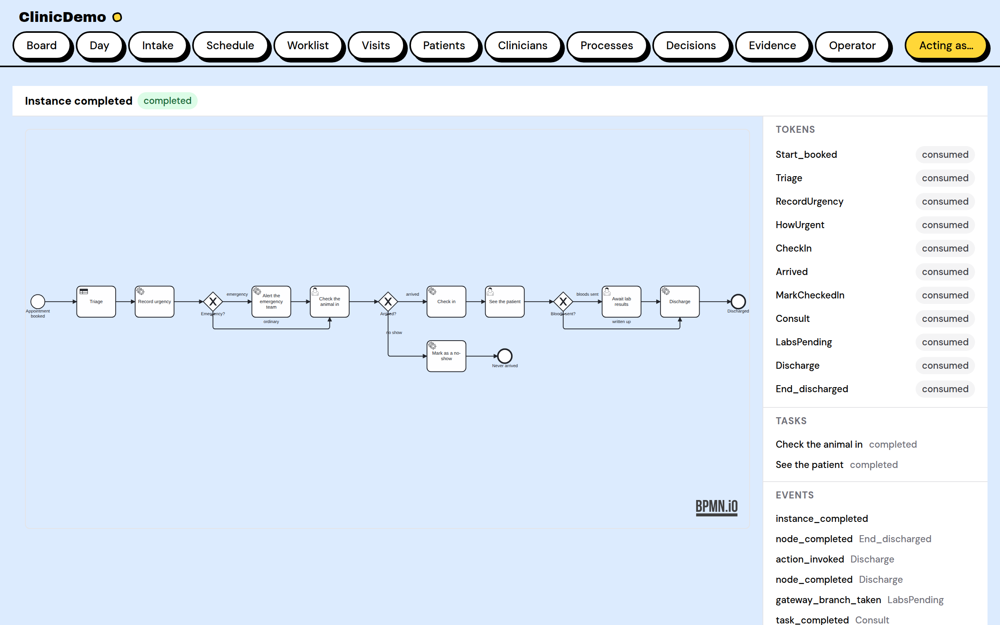 ClinicDemo
Board Day Intake Schedule Worklist Visits Patients Clinicians Processes Decisions Evidence Operator Acting as...
Instance completed completed
Appointment
booked
Triage
Record urgency
Emergency?
emergency
Alert the
emergency
team
ordinary
Check the
animal in
Arrived?
arrived
no show
Check in
See the patient
Mark as a no-
show
Never arrived
Bloods sent?
bloods sent
Await lab
results
written up
Discharge
Discharged
BPMN.iO
TOKENS
Start_booked consumed
Triage consumed
RecordUrgency consumed
HowUrgent consumed
CheckIn consumed
Arrived consumed
MarkCheckedIn consumed
Consult consumed
LabsPending consumed
Discharge consumed
End_discharged consumed
TASKS
Check the animal in completed
See the patient completed
EVENTS
instance_completed
node_completed End_discharged
action_invoked Discharge
node_completed Discharge
gateway_branch_taken LabsPending
task_completed Consult